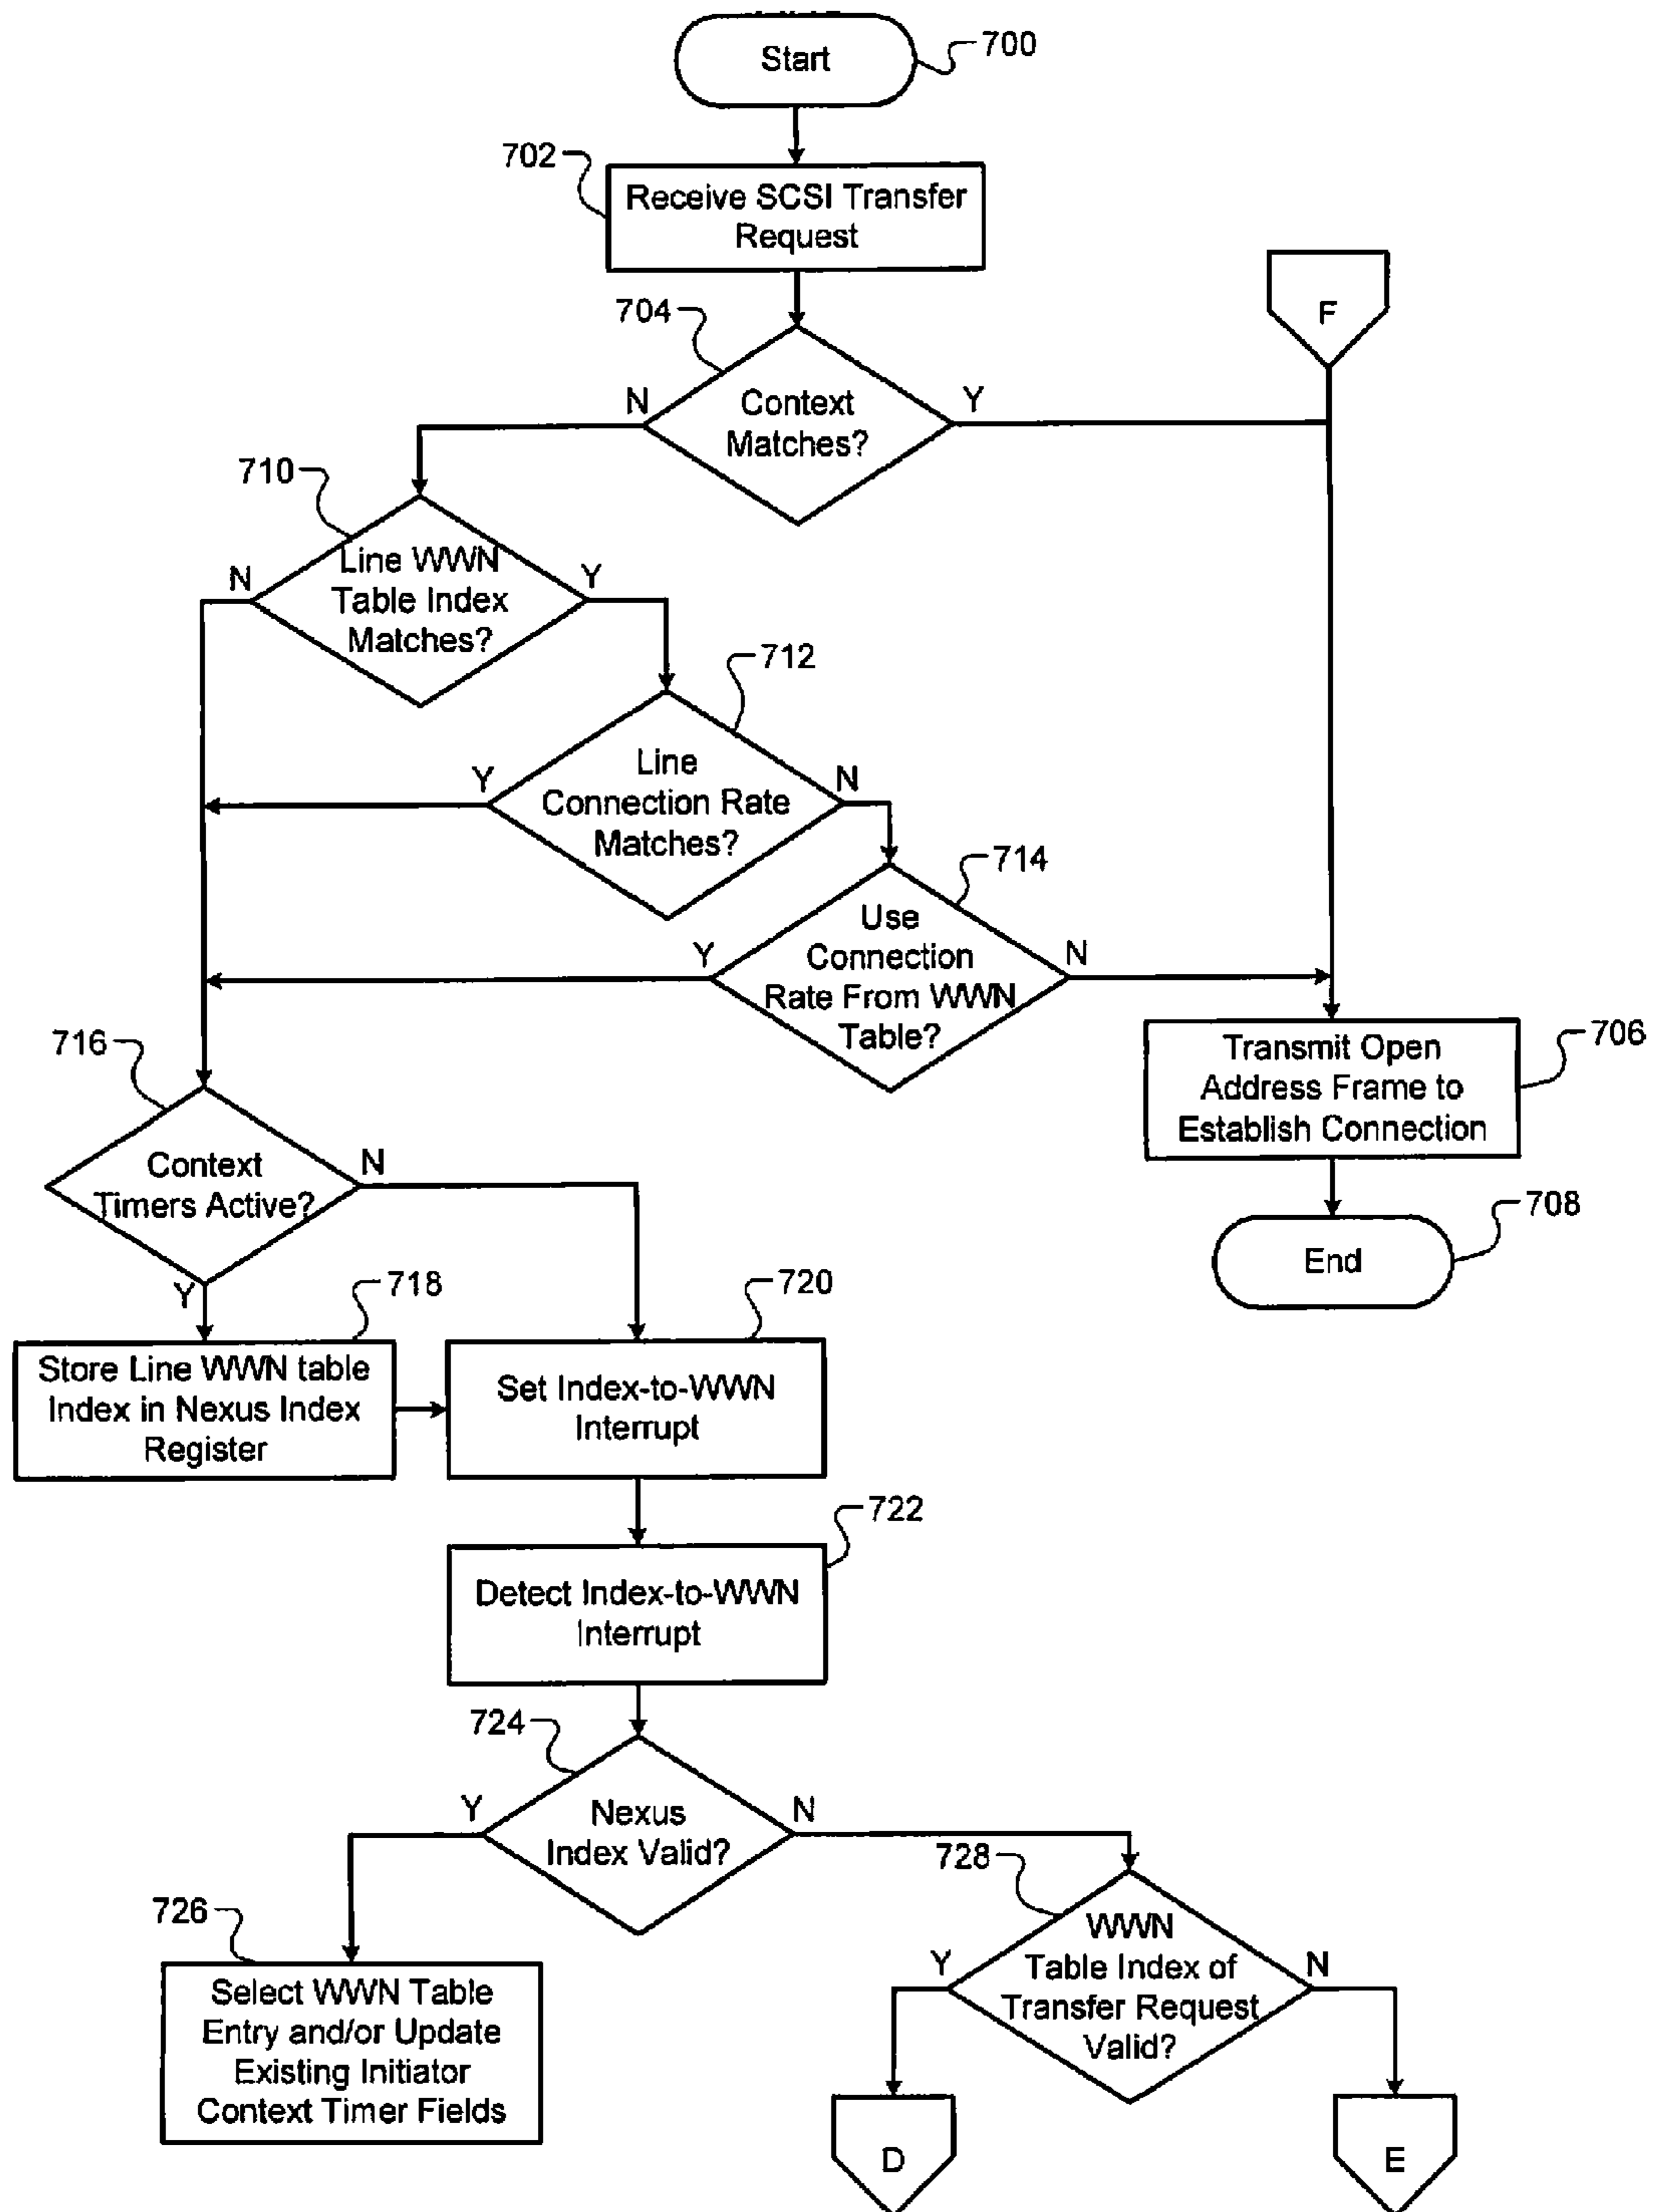 Start
700
702
Receive SCSI Transfer
Request
704
F
N
Context
Matches?
Y
710
N
Line WWN
Table Index
Matches?
Y
712
Y
Line
Connection Rate
Matches?
N
714
Y
Use
Connection
Rate From WWN
Table?
N
716
Context
Timers Active?
N
Y
Transmit Open
Address Frame to
Establish Connection
706
End
708
718
Store Line WWN table
Index in Nexus Index
Register
720
Set Index-to-WWN
Interrupt
722
Detect Index-to-WWN
Interrupt
724
Y
Nexus
Index Valid?
N
726
Select WWN Table
Entry and/or Update
Existing Initiator
Context Timer Fields
728
Y
WWN
Table Index of
Transfer Request
Valid?
N
D
E